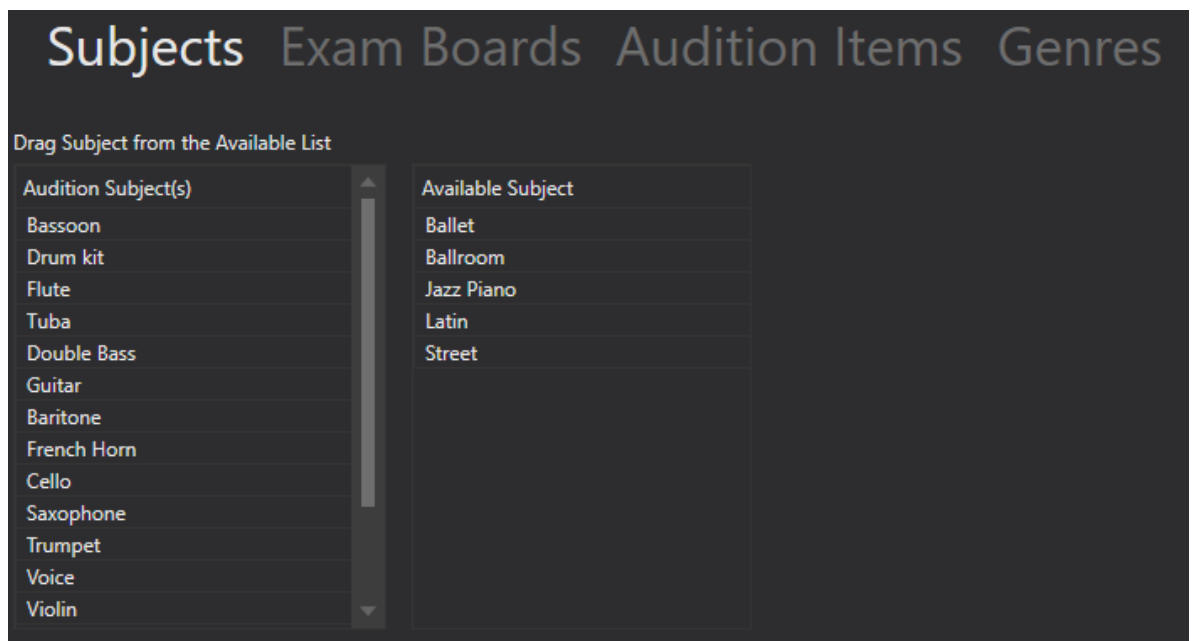 Subjects Exam Boards Audition Items Genres
Drag Subject from the Available List
Audition Subject(s)
Bassoon
Drum kit
Flute
Tuba
Double Bass
Guitar
Baritone
French Horn
Cello
Saxophone
Trumpet
Voice
Violin
Available Subject
Ballet
Ballroom
Jazz Piano
Latin
Street